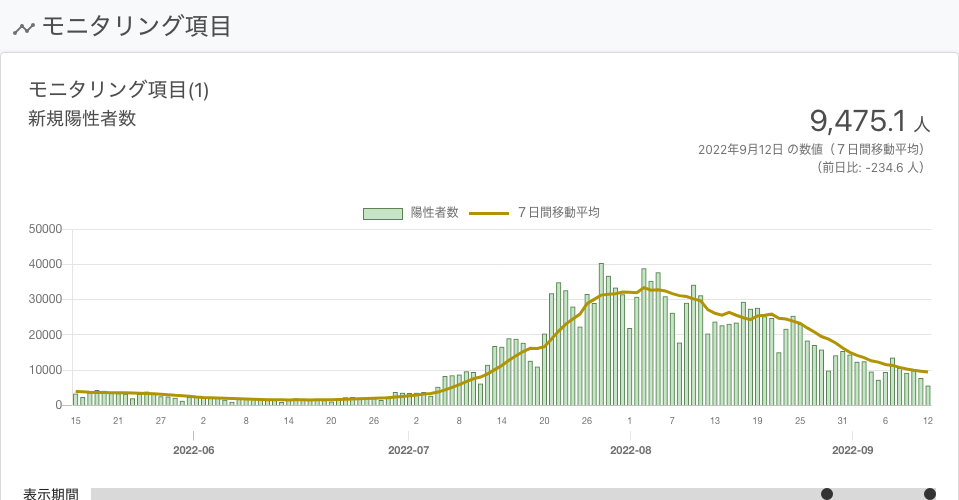 モニタリング項目
モニタリング項目(1)
新規陽性者数
9,475.1 人
2022年9月12日 の数値（７日間移動平均）
（前日比: -234.6 人）
陽性者数 ７日間移動平均
50000
40000
30000
20000
10000
0
15 21 27 2 8 14 20 26 2 8 14 20 26 1 7 13 19 25 31 6 12
2022-06 2022-07 2022-08 2022-09
表示期間